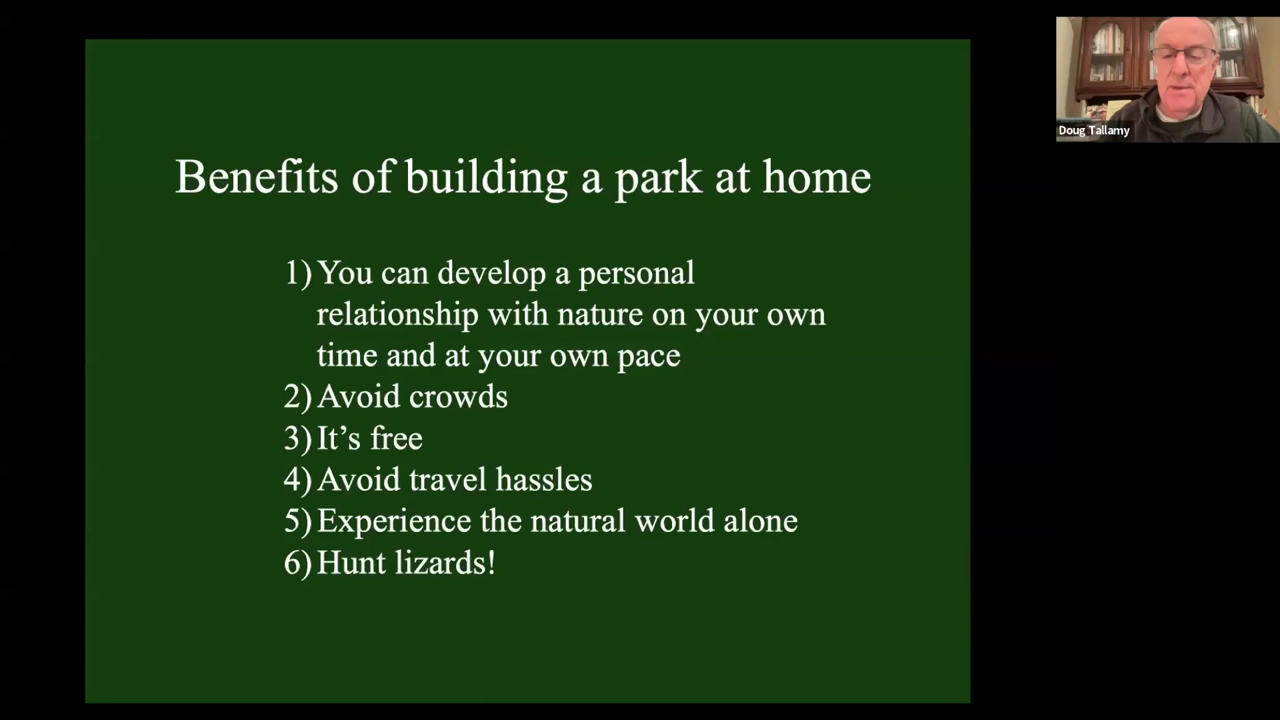 Benefits of building a park at home
1) You can develop a personal
relationship with nature on your own
time and at your own pace
2) Avoid crowds
3) It’s free
4) Avoid travel hassles
5) Experience the natural world alone
6) Hunt lizards!
Doug Tallamy